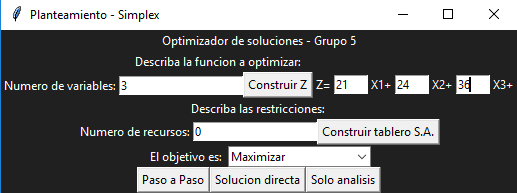 Planteamiento - Simplex
Optimizador de soluciones - Grupo 5
Describa la funcion a optimizar:
Numero de variables: 3 Construir Z Z= 21 X1+ 24 X2+ 36 X3+
Describa las restricciones:
Numero de recursos: 0 Construir tablero S.A.
El objetivo es: Maximizar
Paso a Paso Solucion directa Solo analisis